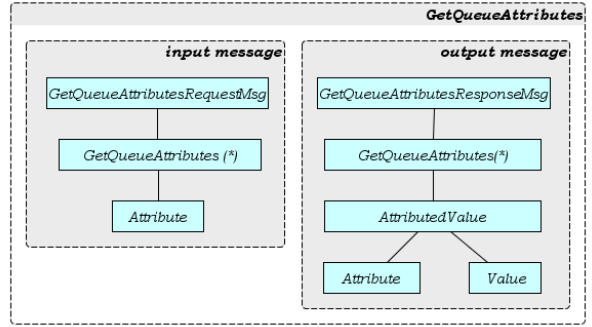 GetQueueAttributes
input message
GetQueueAttributesRequestMsg
GetQueueAttributes (*)
Attribute
output message
GetQueueAttributesResponseMsg
GetQueueAttributes(*)
AttributedValue
Attribute
Value